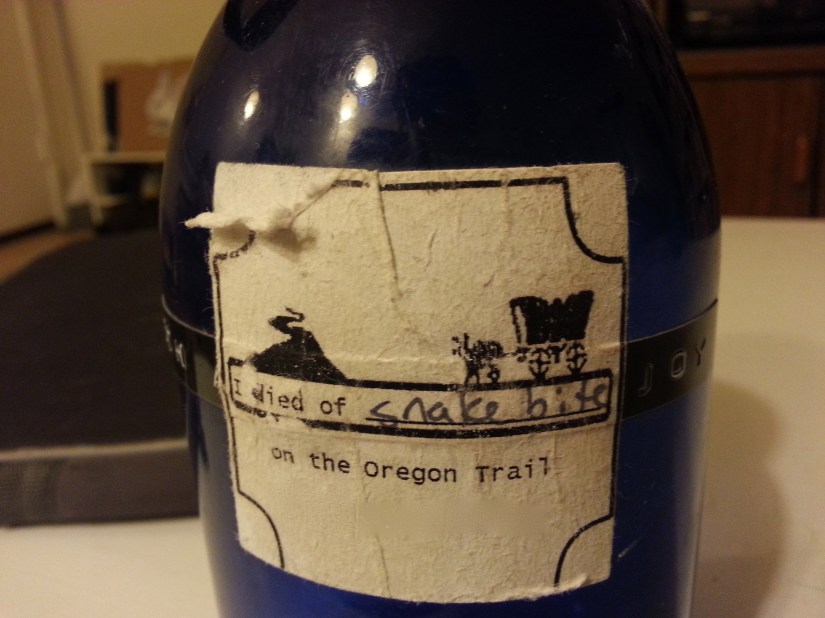 I died of snake bite
on the Oregon Trail
JOY